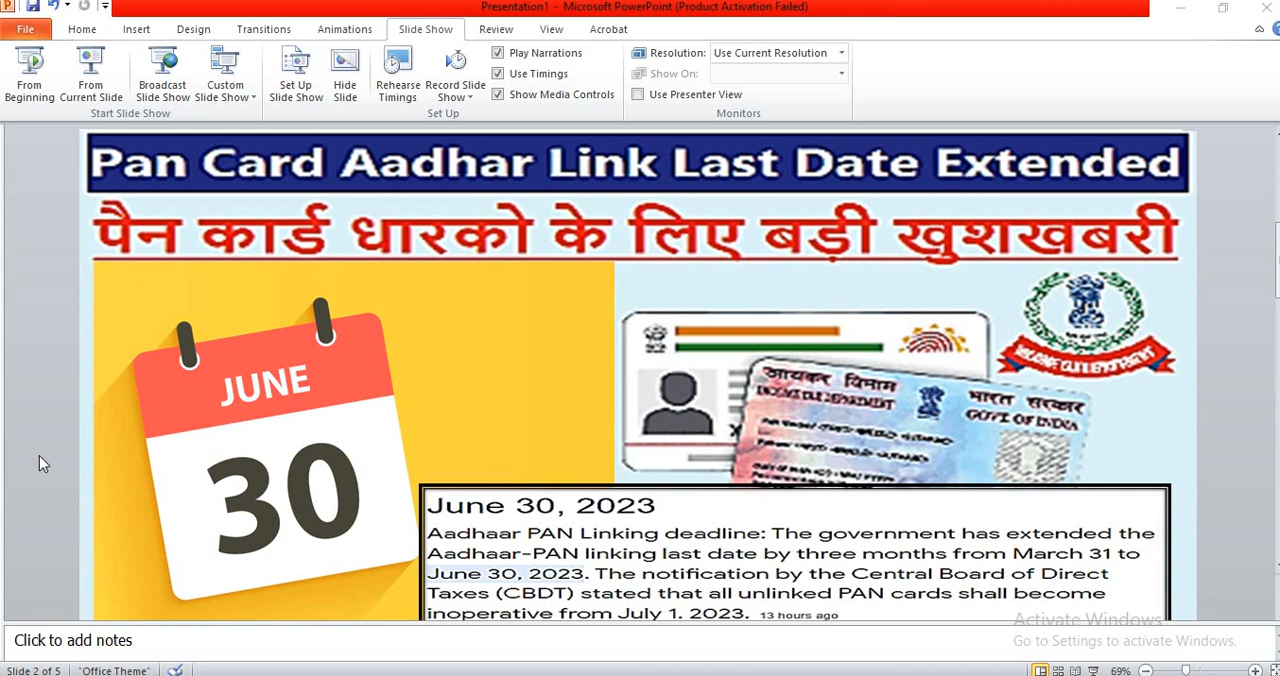 Presentation1 - Microsoft PowerPoint (Product Activation Failed)
File Home Insert Design Transitions Animations Slide Show Review View Acrobat
From Beginning
From Current Slide
Broadcast Slide Show
Custom Slide Show
Set Up Slide Show
Hide Slide
Rehearse Timings
Record Slide Show
Play Narrations
Use Timings
Show Media Controls
Resolution: Use Current Resolution
Show On:
Use Presenter View
Start Slide Show
Set Up
Monitors
Pan Card Aadhar Link Last Date Extended
पैन कार्ड धारको के लिए बड़ी खुशखबरी
JUNE
30
आयकर विभाग
INCOME TAX DEPARTMENT
भारत सरकार
GOVT. OF INDIA
INCOME TAX DEPARTMENT
June 30, 2023
Aadhaar PAN Linking deadline: The government has extended the
Aadhaar-PAN linking last date by three months from March 31 to
June 30, 2023. The notification by the Central Board of Direct
Taxes (CBDT) stated that all unlinked PAN cards shall become
inoperative from July 1, 2023. 13 hours ago
Activate Windows
Go to Settings to activate Windows.
Click to add notes
Slide 2 of 5 "Office Theme" 69%